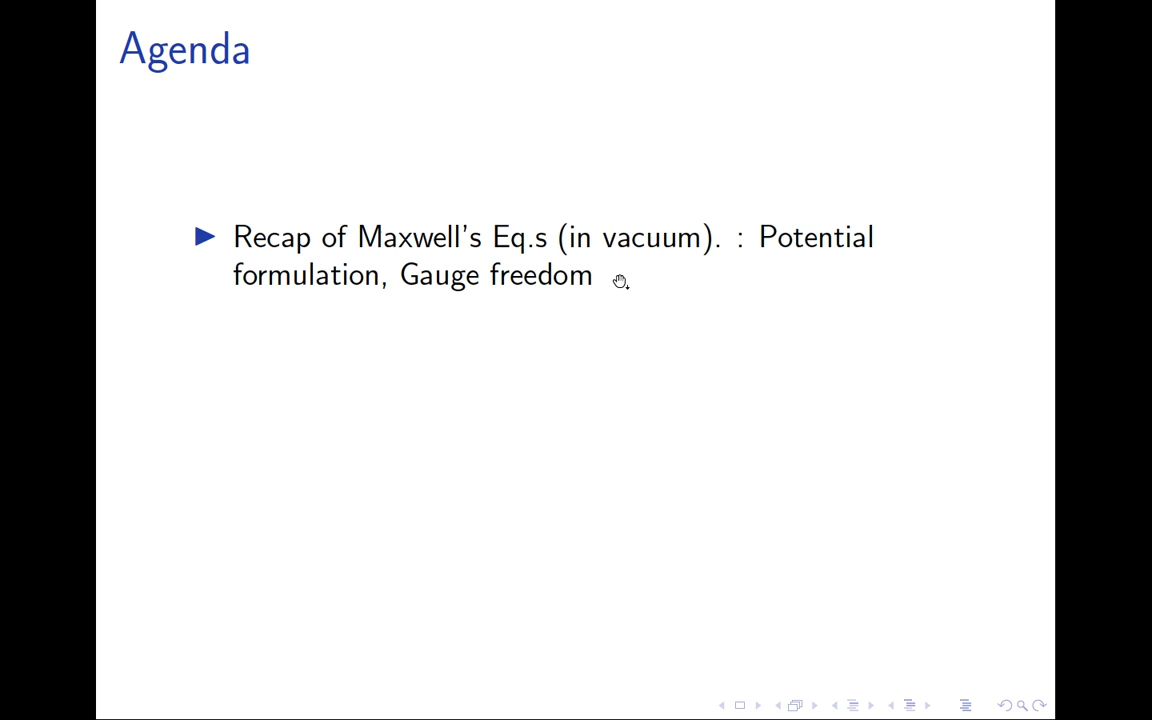 Agenda
Recap of Maxwell's Eq.s (in vacuum). : Potential
formulation, Gauge freedom